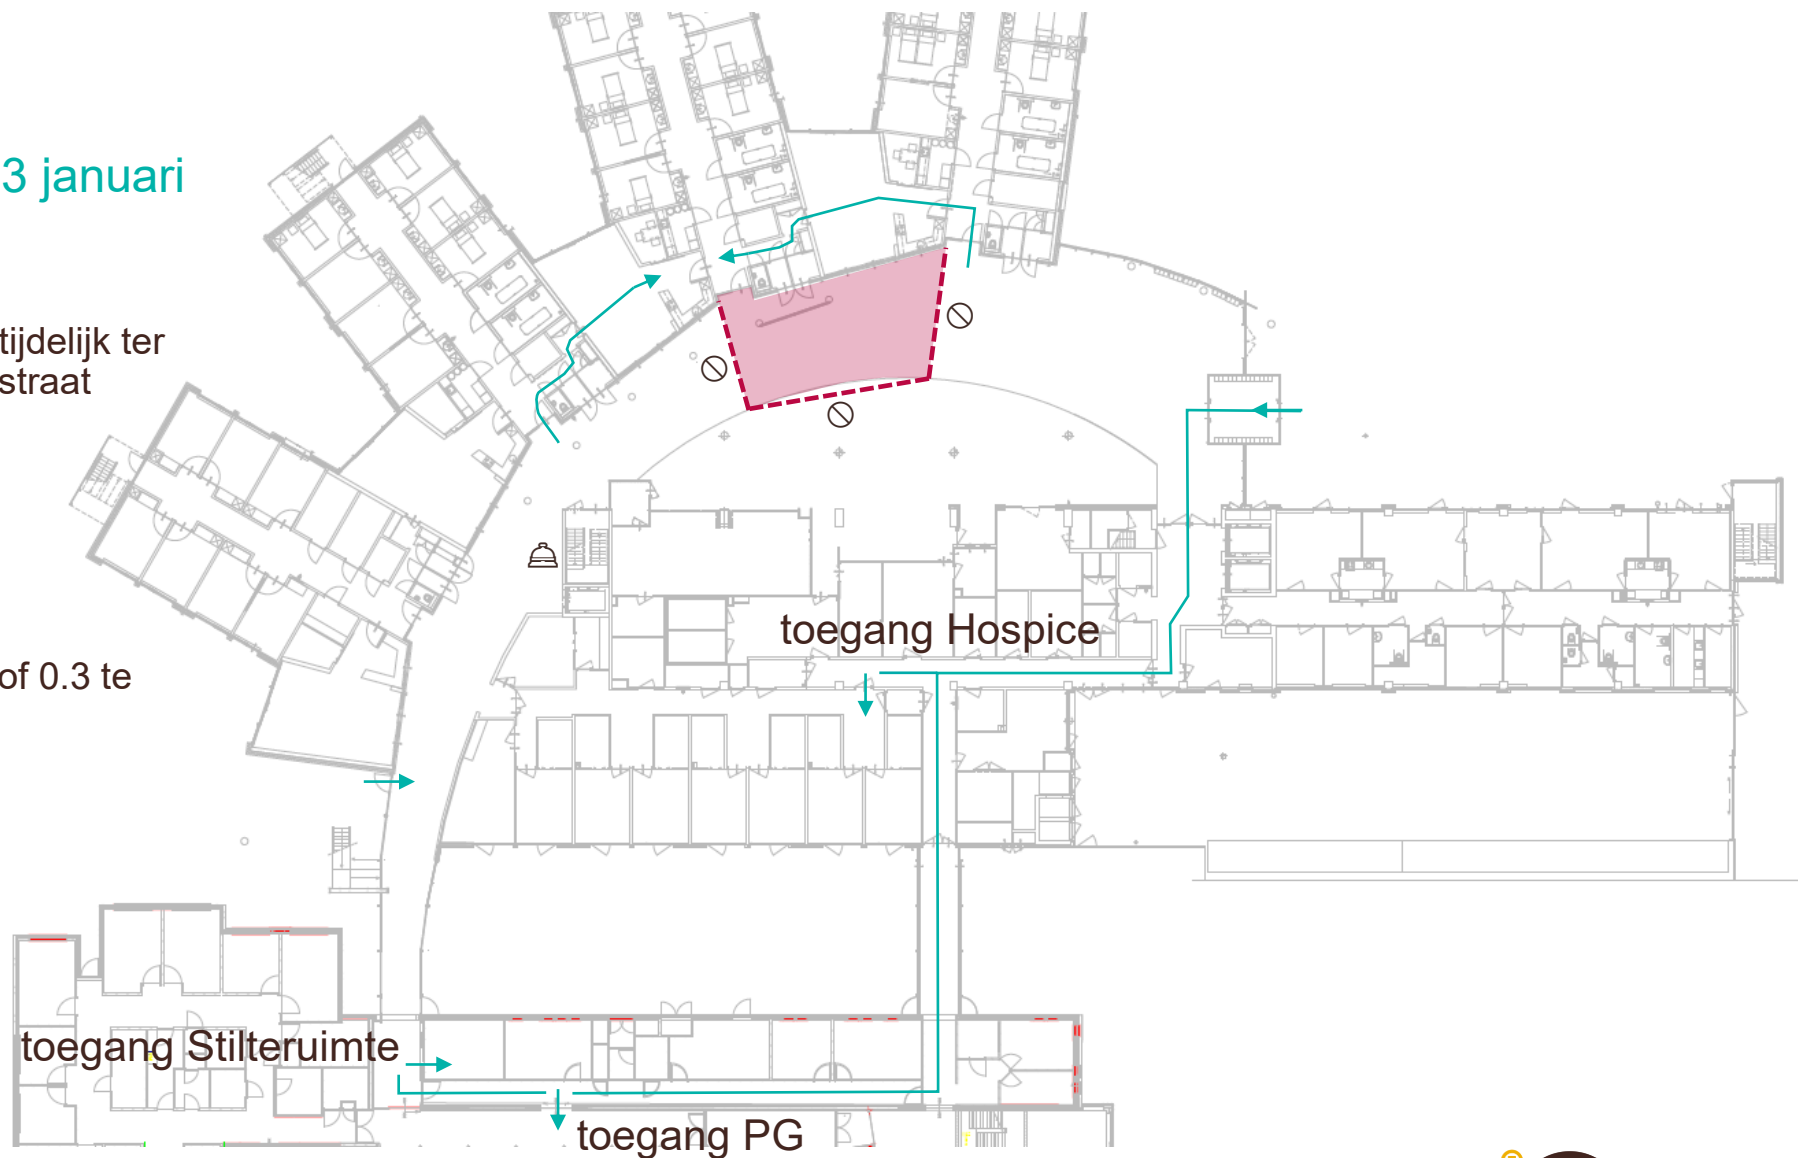 3 januari
tijdelijk ter
straat
of 0.3 te
toegang Hospice
toegang Stilteruimte
toegang PG